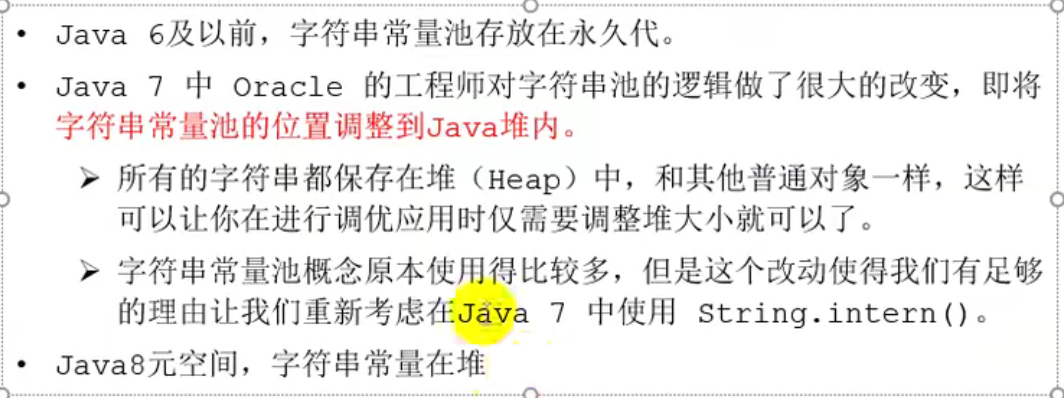 • Java 6及以前，字符串常量池存放在永久代。
• Java 7 中 Oracle 的工程师对字符串池的逻辑做了很大的改变，即将
字符串常量池的位置调整到Java堆内。
➢ 所有的字符串都保存在堆（Heap）中，和其他普通对象一样，这样
可以让你在进行调优应用时仅需要调整堆大小就可以了。
➢ 字符串常量池概念原本使用得比较多，但是这个改动使得我们有足够
的理由让我们重新考虑在Java 7 中使用 String.intern()。
• Java8元空间，字符串常量在堆